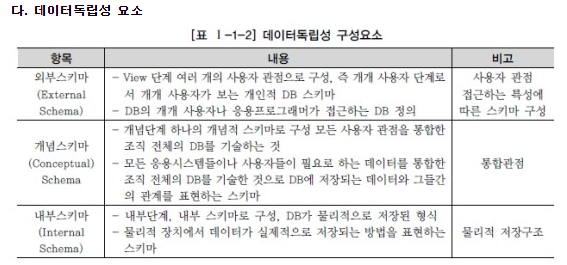 다. 데이터독립성 요소
[표 Ⅰ-1-2] 데이터독립성 구성요소
항목 내용 비고
외부스키마
(External
Schema)
- View 단계 여러 개의 사용자 관점으로 구성, 즉 개개 사용자 단계로
서 개개 사용자가 보는 개인적 DB 스키마
- DB의 개개 사용자나 응용프로그래머가 접근하는 DB 정의
사용자 관점
접근하는 특성에
따른 스키마 구성
개념스키마
(Conceptual)
Schema
- 개념단계 하나의 개념적 스키마로 구성 모든 사용자 관점을 통합한
조직 전체의 DB를 기술하는 것
- 모든 응용시스템들이나 사용자들이 필요로 하는 데이터를 통합한
조직 전체의 DB를 기술한 것으로 DB에 저장되는 데이터와 그들간
의 관계를 표현하는 스키마
통합관점
내부스키마
(Internal
Schema)
- 내부단계, 내부 스키마로 구성, DB가 물리적으로 저장된 형식
- 물리적 장치에서 데이터가 실제적으로 저장되는 방법을 표현하는
스키마
물리적 저장구조